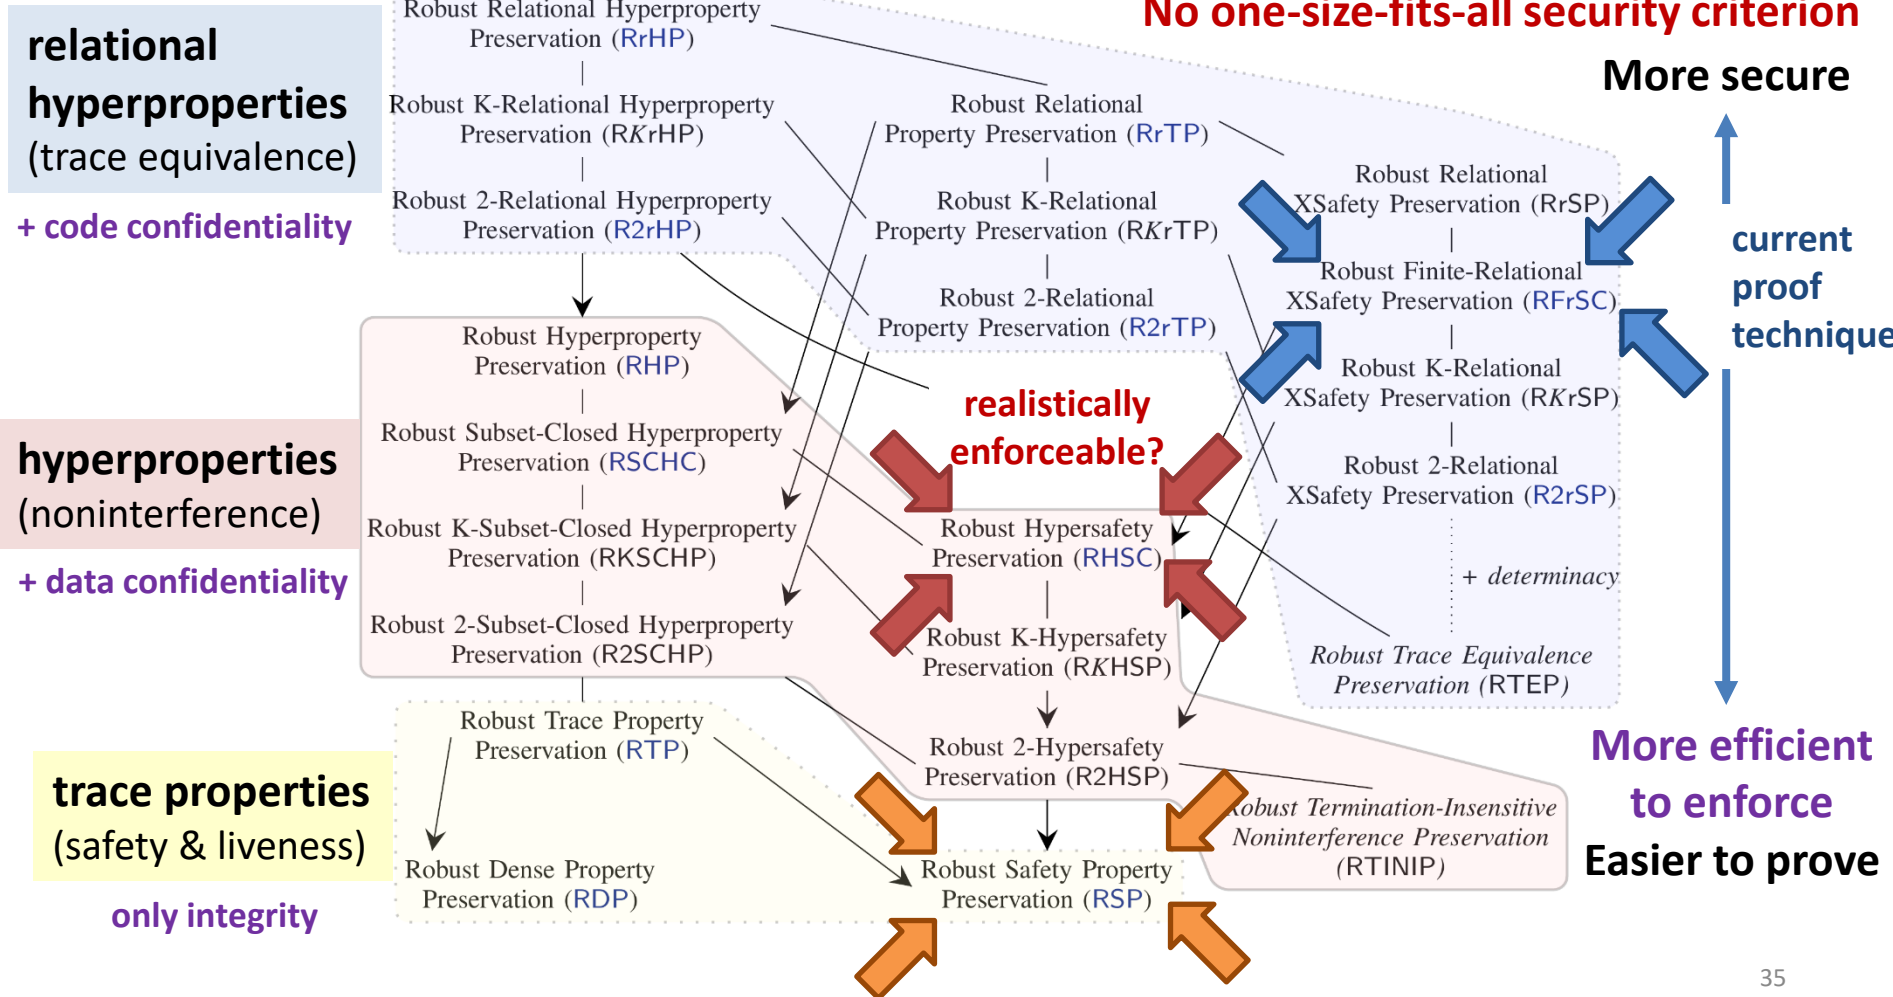 No one-size-fits-all security criterion
More secure
current
proof
technique
More efficient
to enforce
Easier to prove
relational
hyperproperties
(trace equivalence)
+ code confidentiality
hyperproperties
(noninterference)
+ data confidentiality
trace properties
(safety & liveness)
only integrity
Robust Relational Hyperproperty
Preservation (RrHP)
Robust K-Relational Hyperproperty
Preservation (RKrHP)
Robust 2-Relational Hyperproperty
Preservation (R2rHP)
Robust Relational
Property Preservation (RrTP)
Robust K-Relational
Property Preservation (RKrTP)
Robust 2-Relational
Property Preservation (R2rTP)
Robust Relational
XSafety Preservation (RrSP)
Robust Finite-Relational
XSafety Preservation (RFrSC)
Robust K-Relational
XSafety Preservation (RKrSP)
Robust 2-Relational
XSafety Preservation (R2rSP)
+ determinacy
Robust Trace Equivalence
Preservation (RTEP)
Robust Hyperproperty
Preservation (RHP)
Robust Subset-Closed Hyperproperty
Preservation (RSCHC)
Robust K-Subset-Closed Hyperproperty
Preservation (RKSCHP)
Robust 2-Subset-Closed Hyperproperty
Preservation (R2SCHP)
realistically
enforceable?
Robust Hypersafety
Preservation (RHSC)
Robust K-Hypersafety
Preservation (RKHSP)
Robust 2-Hypersafety
Preservation (R2HSP)
Robust Termination-Insensitive
Noninterference Preservation
(RTINIP)
Robust Trace Property
Preservation (RTP)
Robust Dense Property
Preservation (RDP)
Robust Safety Property
Preservation (RSP)
35